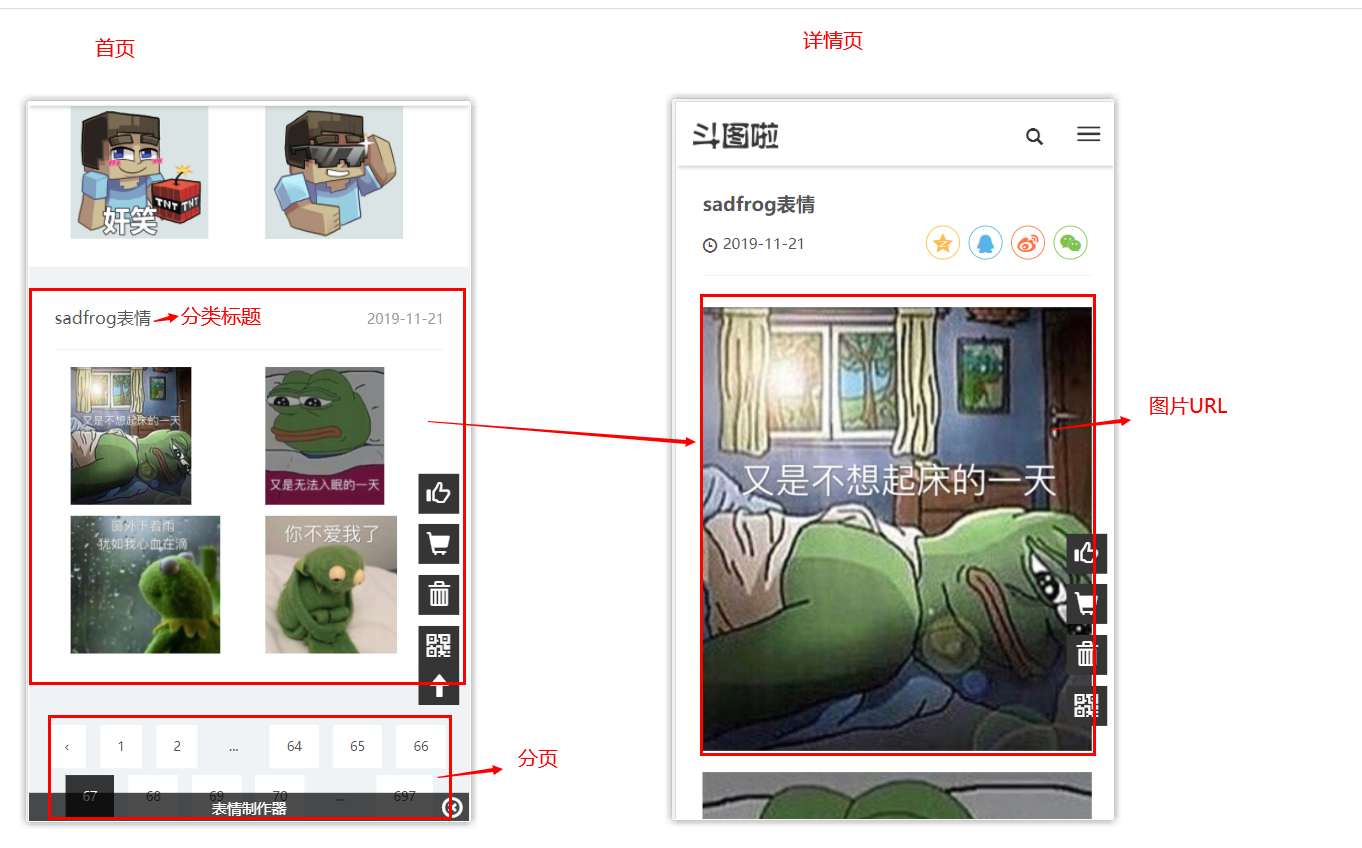 首页
详情页
奸笑
TNT TNT
斗图啦
sadfrog表情
2019-11-21
sadfrog表情
分类标题
2019-11-21
又是不想起床的一天
又是无法入眠的一天
窗外下着雨
犹如我心血在滴
你不爱我了
图片URL
又是不想起床的一天
‹ 1 2 ... 64 65 66
分页
67 68 69 70 ... 697
表情制作器